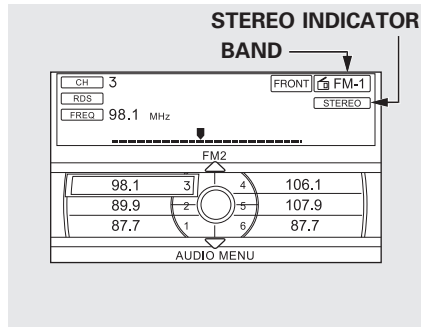 STEREO INDICATOR
BAND
CH 3 FRONT FM-1
RDS STEREO
FREQ 98.1 MHz
FM2
98.1 3 4 106.1
89.9 2 5 107.9
87.7 1 6 87.7
AUDIO MENU